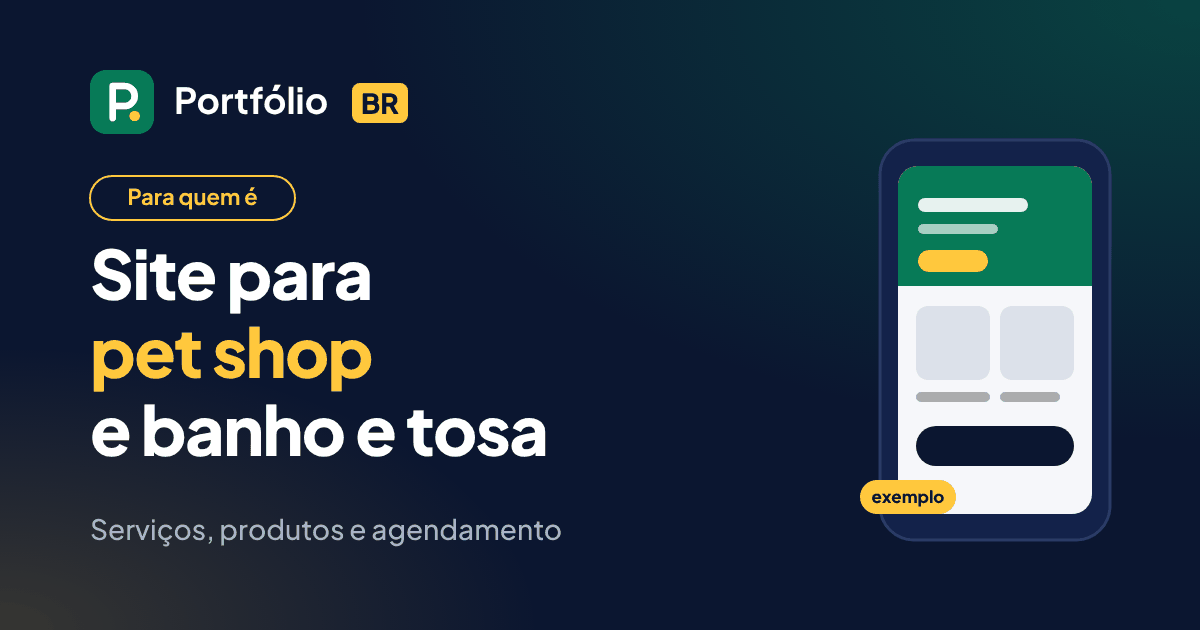 P.
Portfólio BR
Para quem é
Site para
pet shop
e banho e tosa
Serviços, produtos e agendamento
exemplo